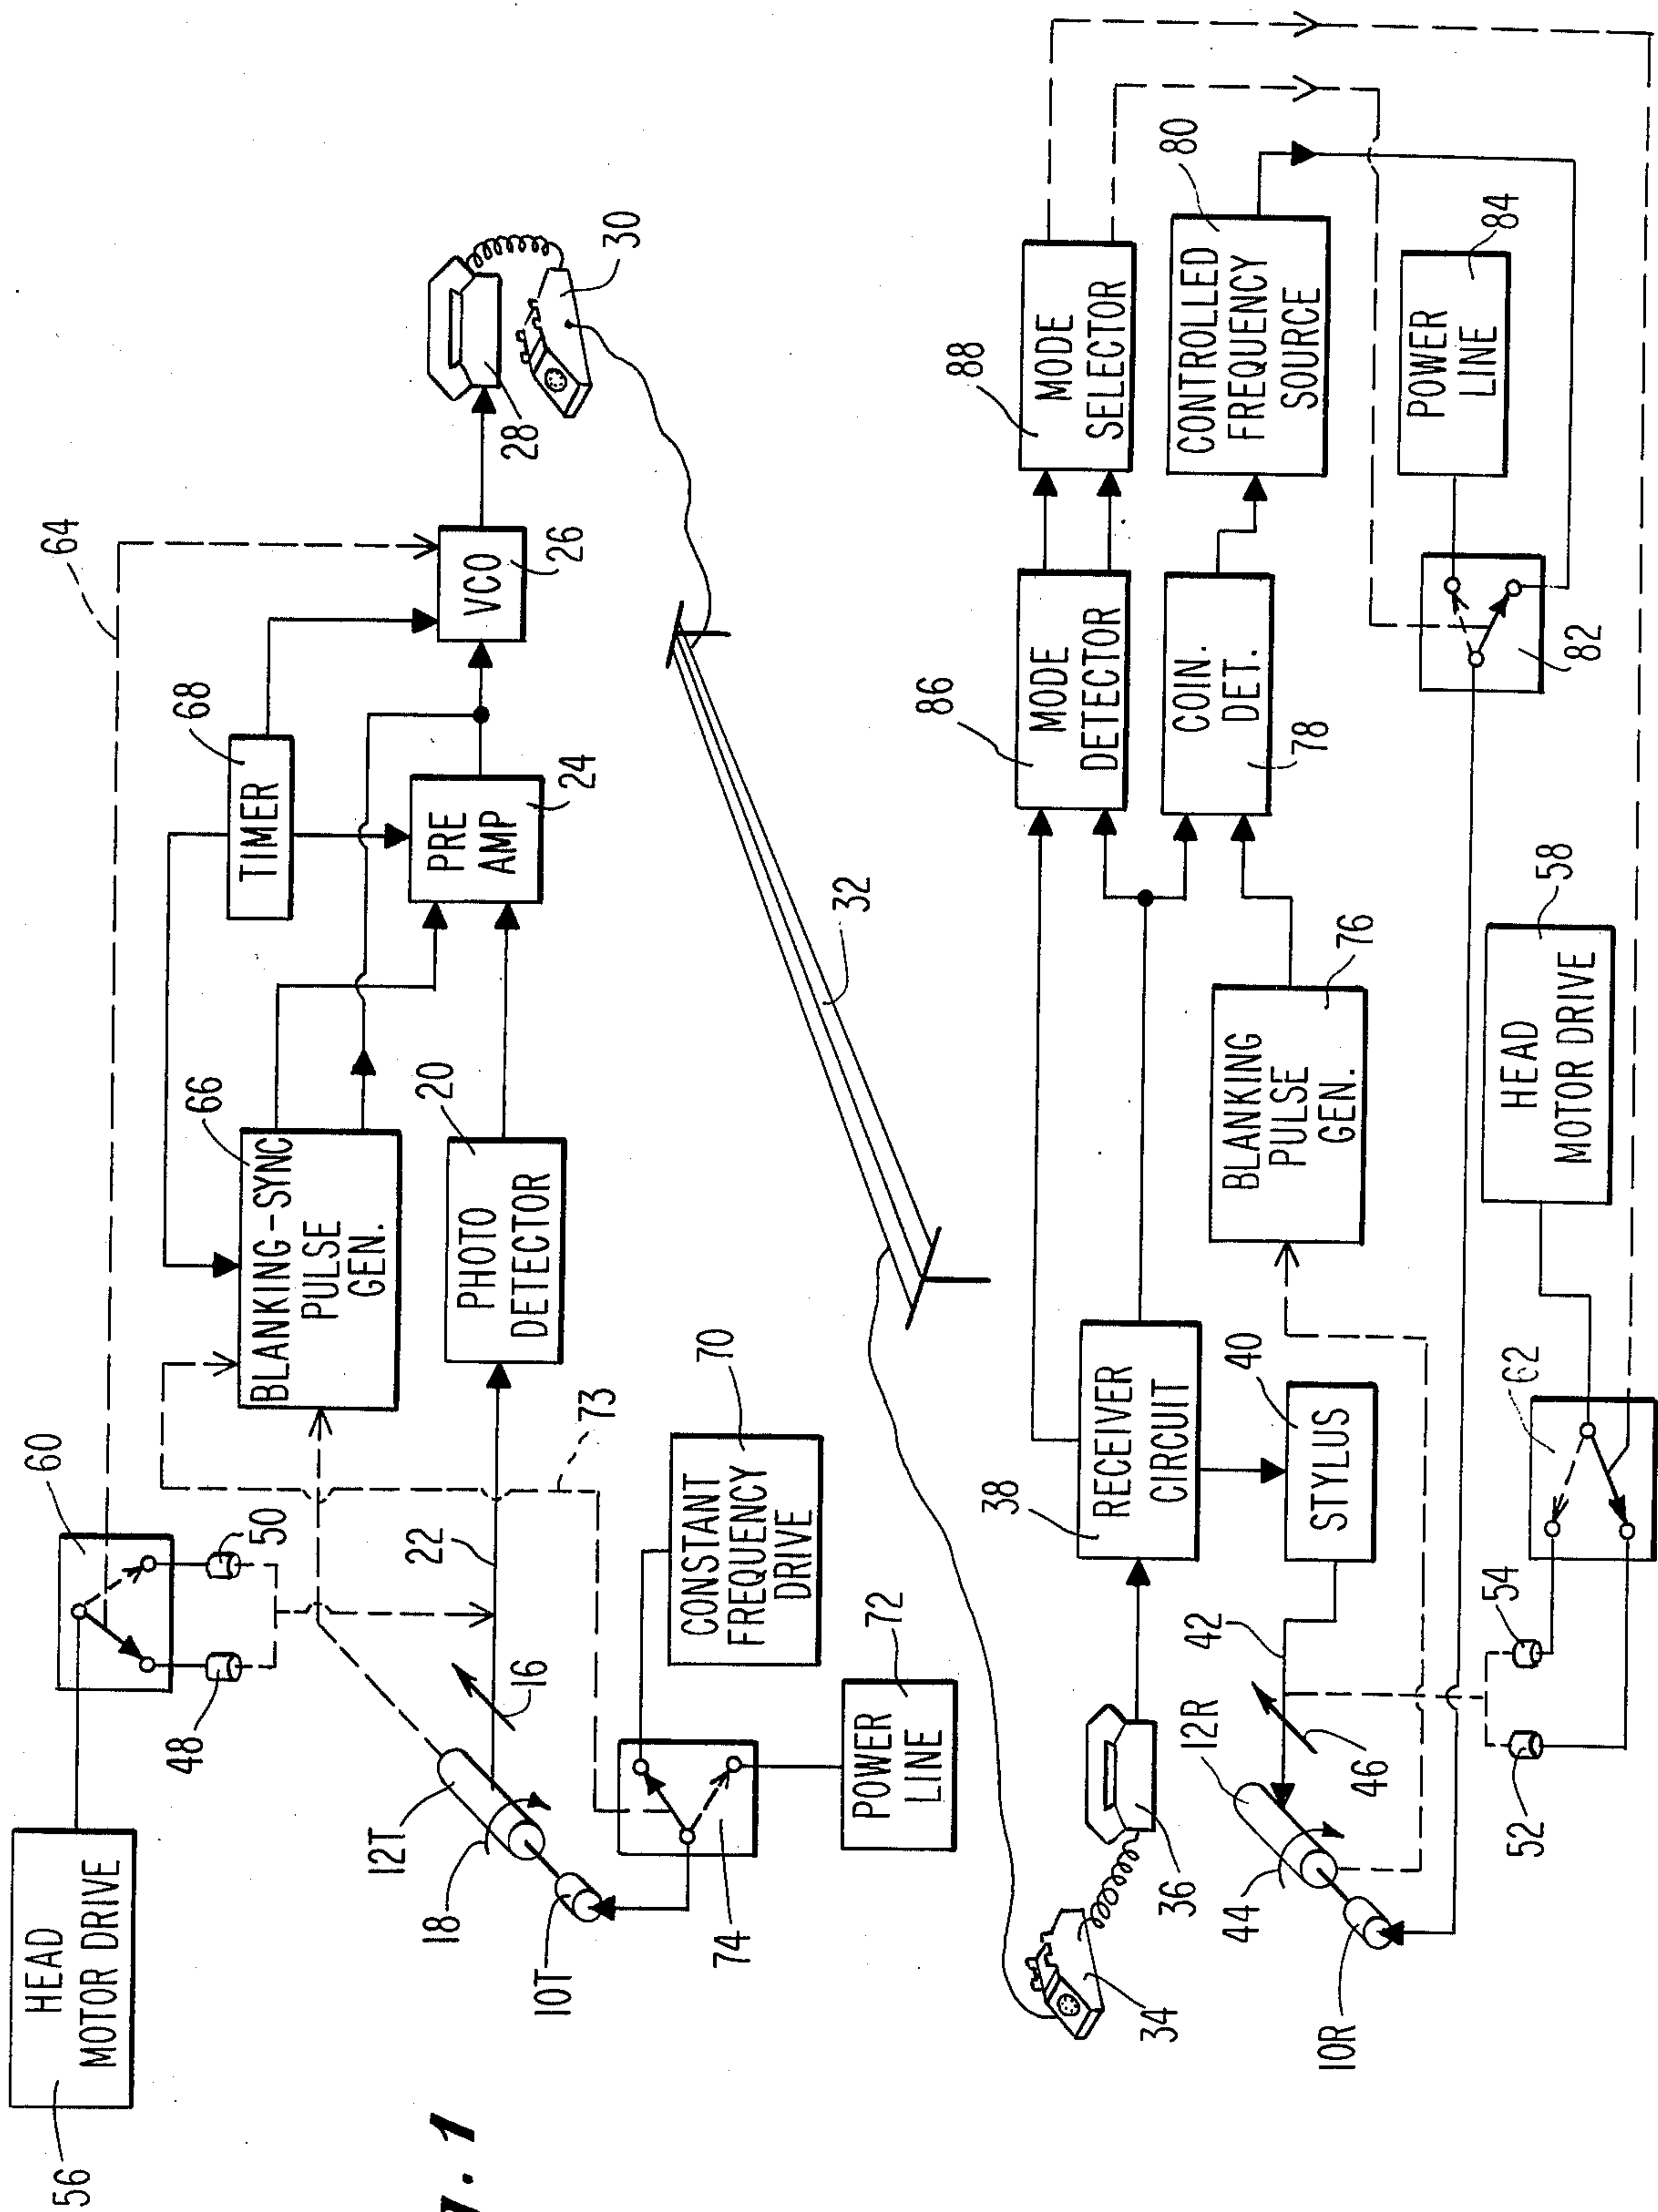 56
HEAD
MOTOR DRIVE
60
48
50
64
66
BLANKING-SYNC
PULSE
GEN.
68
TIMER
12T
18
10T
16
22
20
PHOTO
DETECTOR
PRE
AMP
24
VCO
26
28
30
73
70
CONSTANT
FREQUENCY
DRIVE
72
POWER
LINE
74
32
34
36
38
RECEIVER
CIRCUIT
40
STYLUS
42
12R
44
10R
46
52
54
62
58
HEAD
MOTOR DRIVE
76
BLANKING
PULSE
GEN.
86
MODE
DETECTOR
COIN.
DET.
78
88
MODE
SELECTOR
80
CONTROLLED
FREQUENCY
SOURCE
82
POWER
LINE
84
. 1